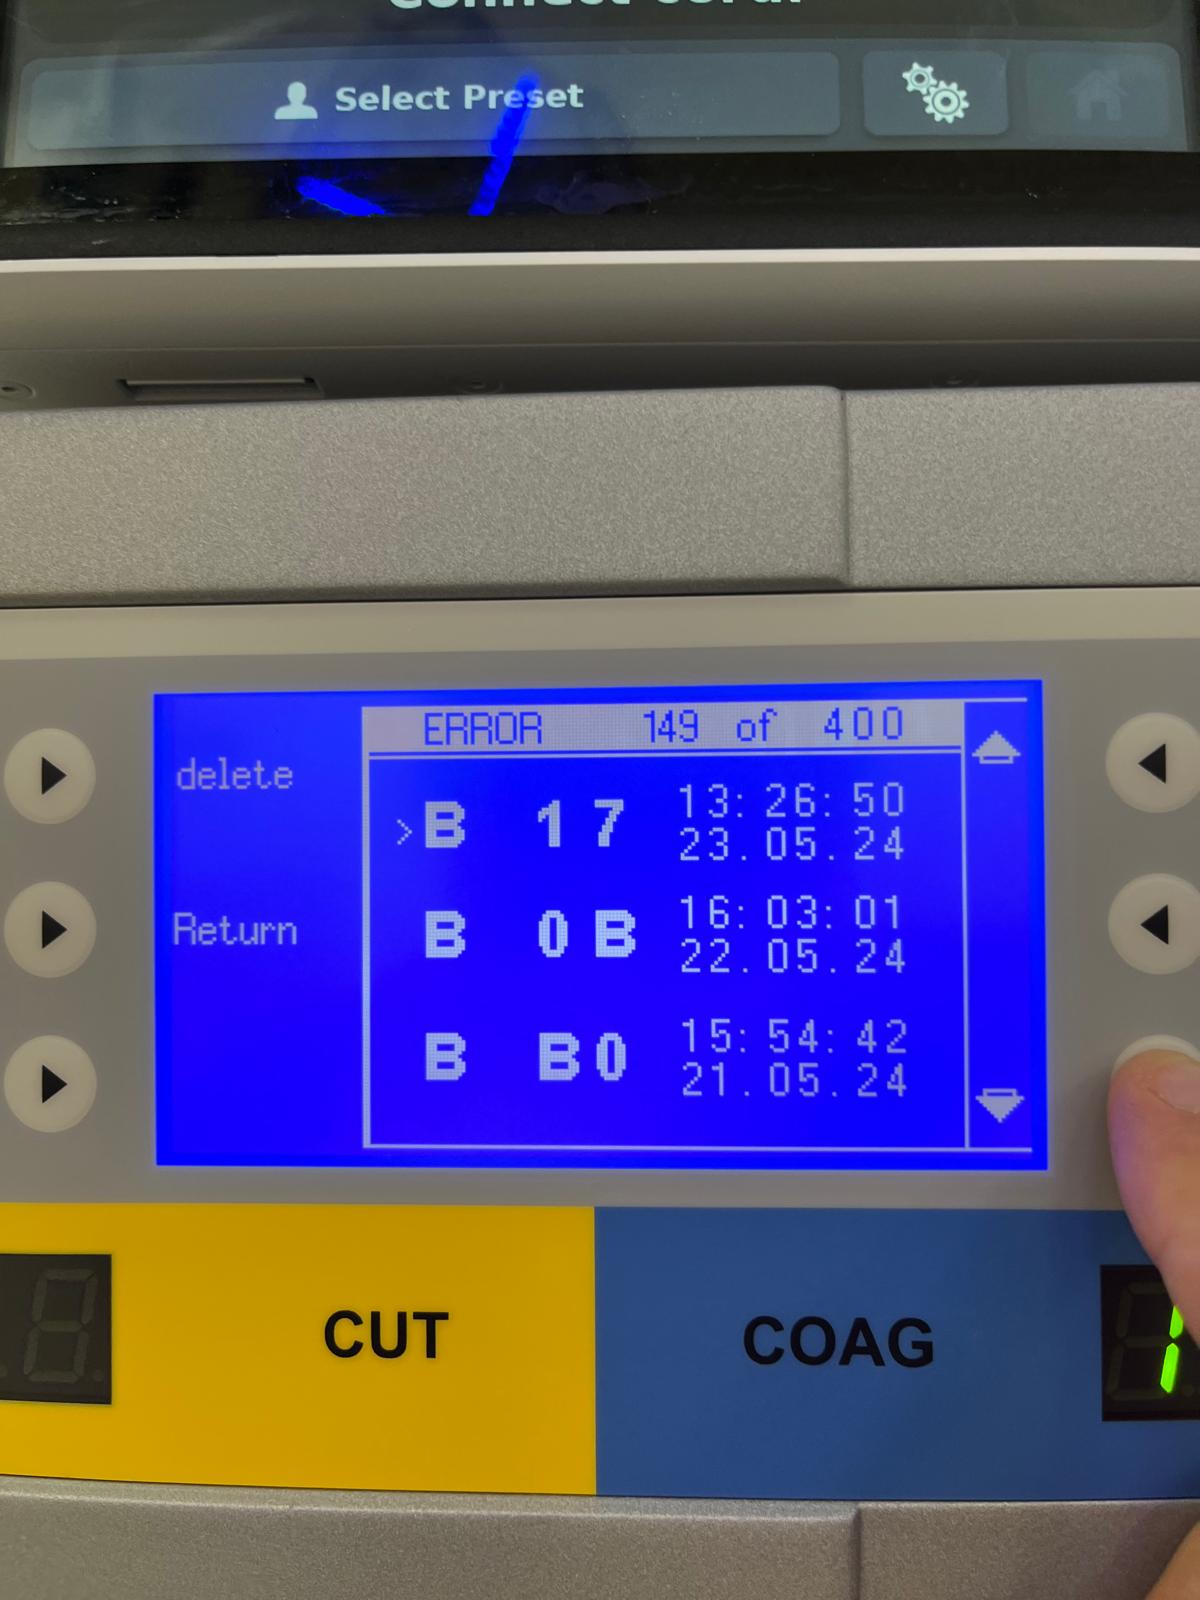 Select Preset
ERROR 149 of 400
delete
>B 17 13:26:50
23.05.24
Return
B 0B 16:03:01
22.05.24
B B0 15:54:42
21.05.24
CUT
COAG